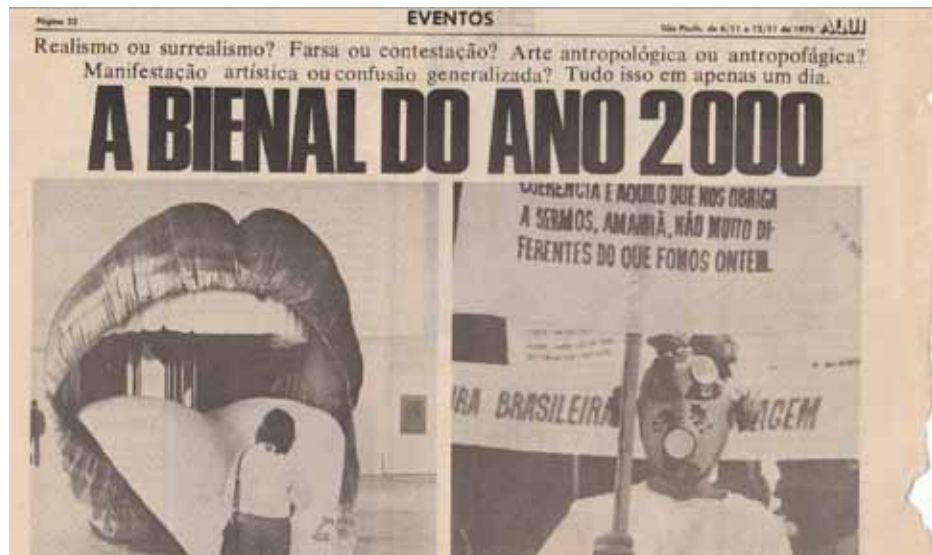 Página 22
EVENTOS
São Paulo, de 6/11 a 12/11 de 1979
Realismo ou surrealismo? Farsa ou contestação? Arte antropológica ou antropofágica?
Manifestação artística ou confusão generalizada? Tudo isso em apenas um dia.
A BIENAL DO ANO 2000
COERÊNCIA E AQUILO QUE NOS OBRIGA
A SERMOS, AMANHÃ, NÃO MUITO DI-
FERENTES DO QUE FOMOS ONTEM.
BRASILEIRA
AGEM